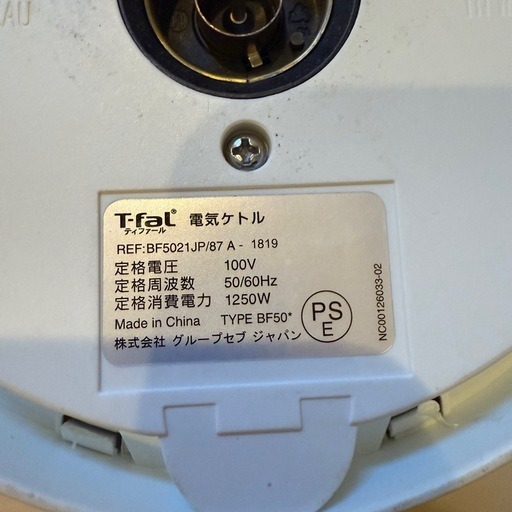 T-fal® 電気ケトル
ティファール
REF:BF5021JP/87 A - 1819
定格電圧 100V
定格周波数 50/60Hz
定格消費電力 1250W
Made in China TYPE BF50*
株式会社 グループセブ ジャパン
PS
E
NC00126033-02